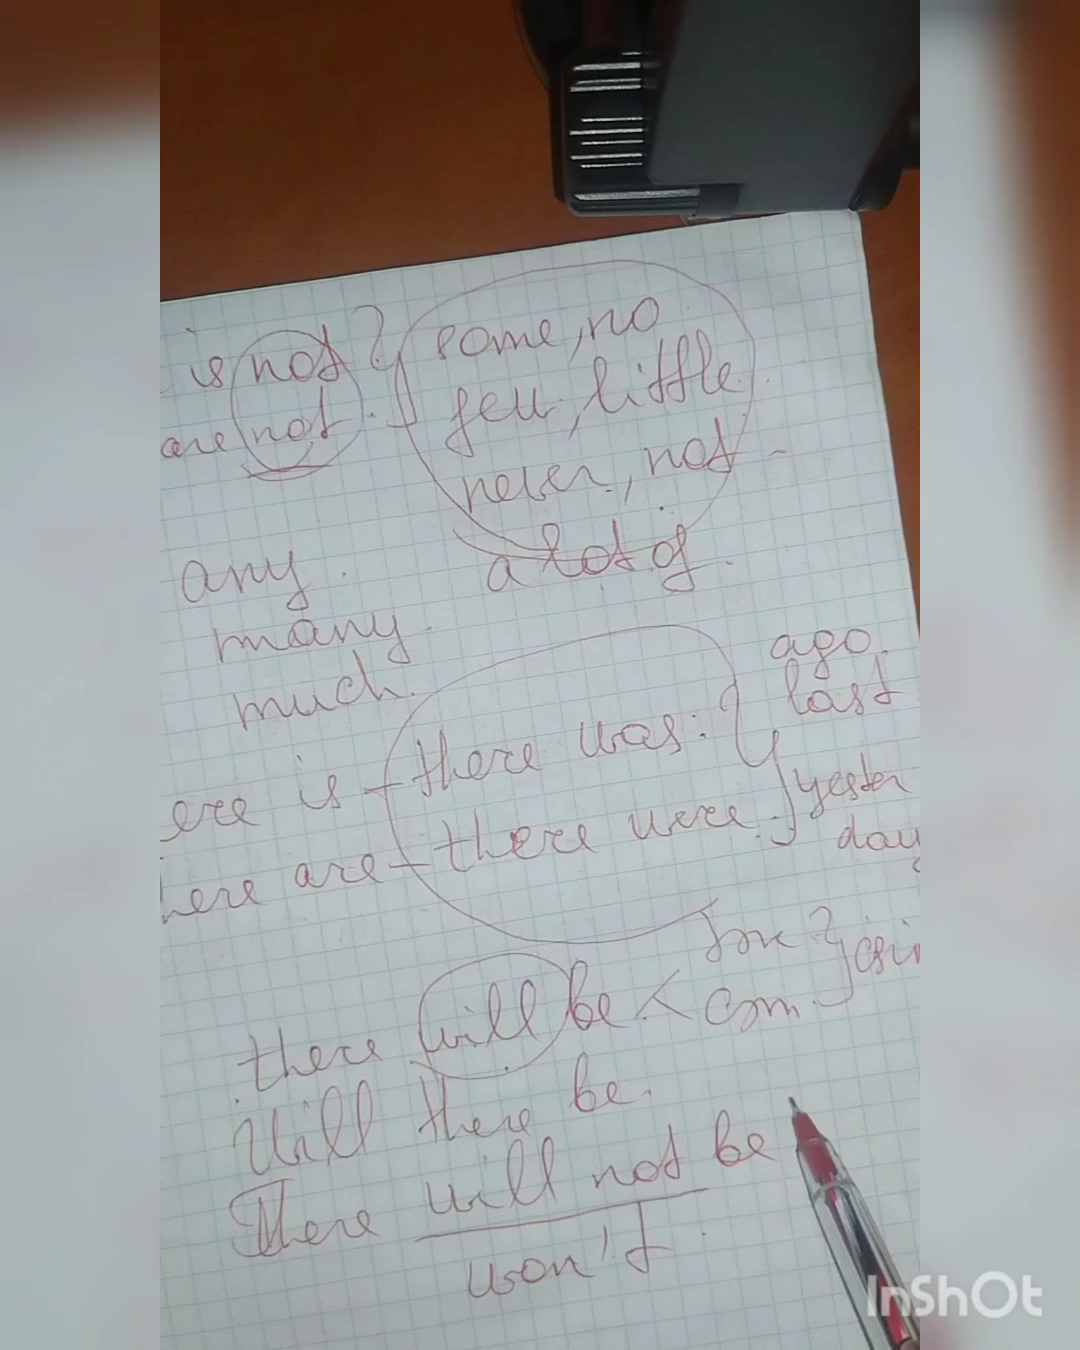 is not } some, no
are not. few, little.
never, not -
any. a lot of.
many.
much.
ago.
there was: last
ere is
yester
here are there were.
day
there will be <
Will there be.
There will not be
won't.
InShOt